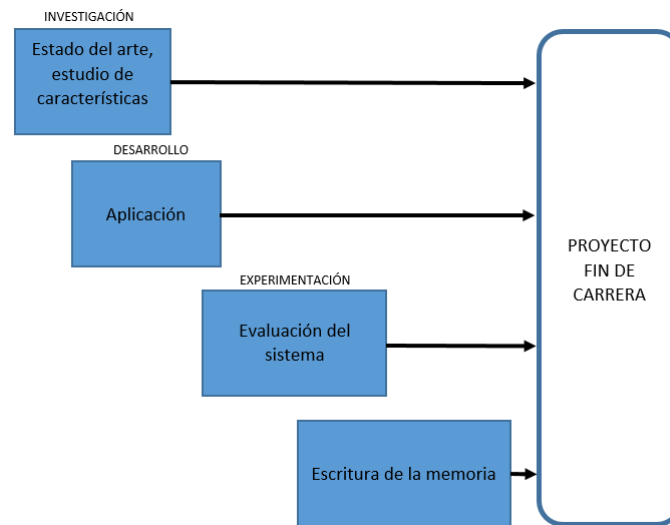 INVESTIGACIÓN
Estado del arte,
estudio de
características
DESARROLLO
Aplicación
EXPERIMENTACIÓN
Evaluación del
sistema
Escritura de la memoria
PROYECTO
FIN DE
CARRERA